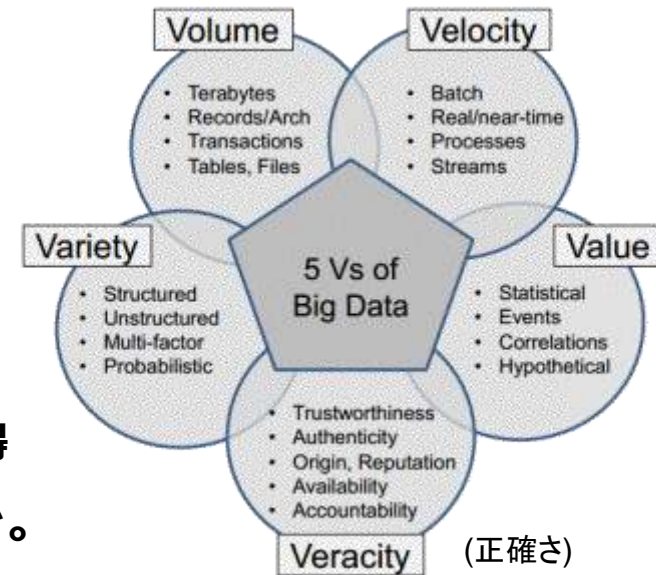 Volume
• Terabytes
• Records/Arch
• Transactions
• Tables, Files
Velocity
• Batch
• Real/near-time
• Processes
• Streams
Variety
• Structured
• Unstructured
• Multi-factor
• Probabilistic
5 Vs of
Big Data
Value
• Statistical
• Events
• Correlations
• Hypothetical
• Trustworthiness
• Authenticity
• Origin, Reputation
• Availability
• Accountability
Veracity
(正確さ)
。